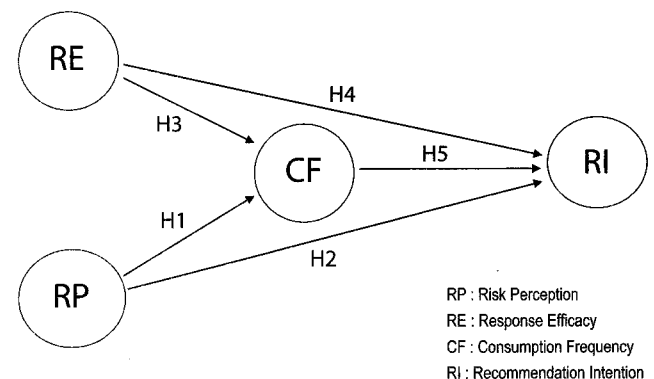 RE
H4
H3
CF
H5
RI
H1
H2
RP
RP : Risk Perception
RE : Response Efficacy
CF : Consumption Frequency
RI : Recommendation Intention